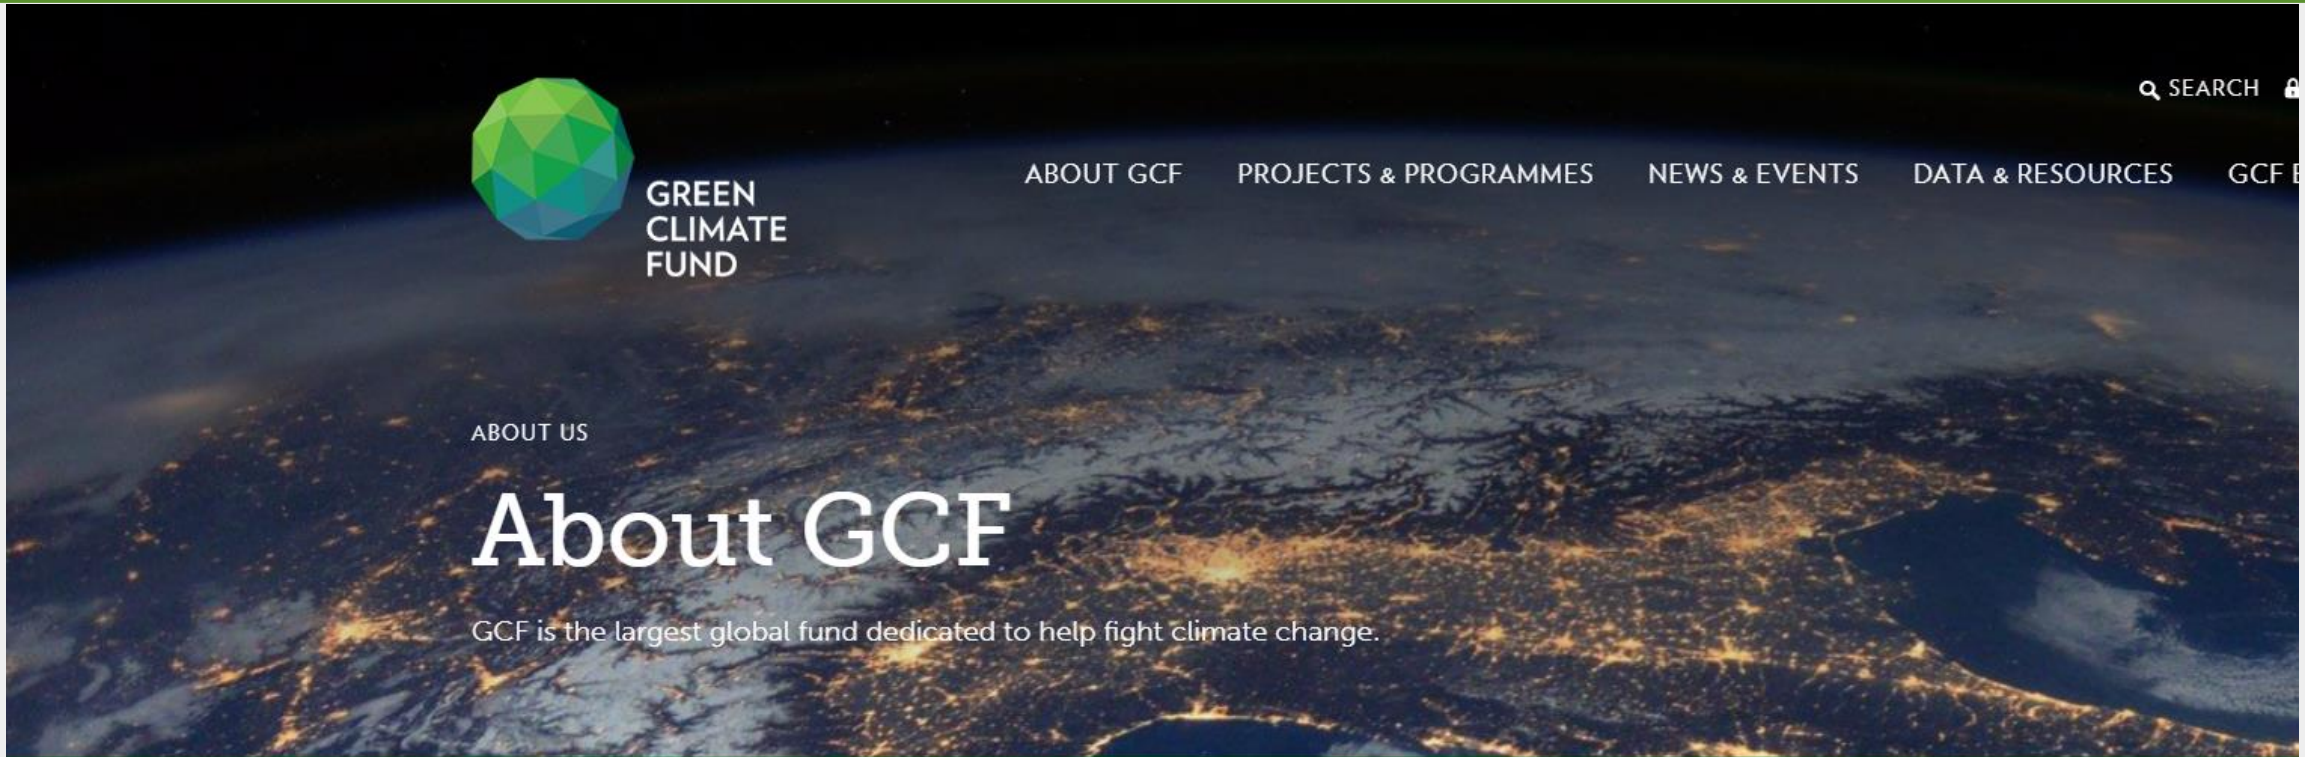 SEARCH
GREEN
CLIMATE
FUND
ABOUT GCF PROJECTS & PROGRAMMES NEWS & EVENTS DATA & RESOURCES GCF
ABOUT US
About GCF
GCF is the largest global fund dedicated to help fight climate change.